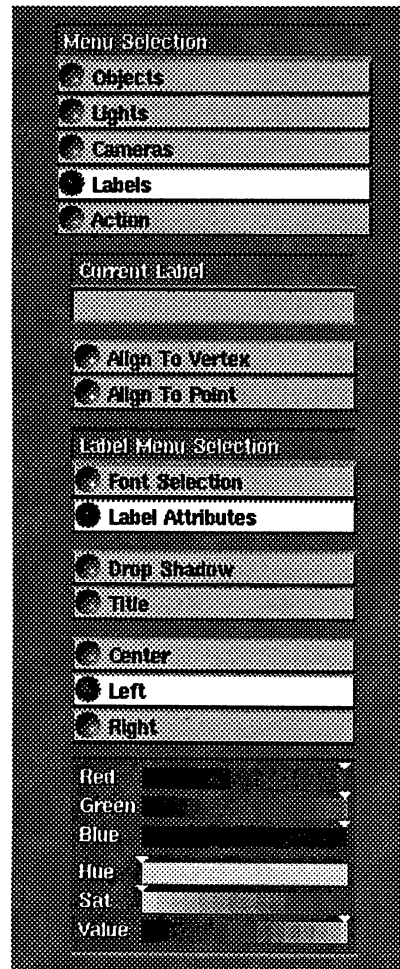 Menu Selection
Objects
Lights
Cameras
Labels
Action
Current Label
Align To Vertex
Align To Point
Label Menu Selection
Font Selection
Label Attributes
Drop Shadow
Title
Center
Left
Right
Red
Green
Blue
Hue
Sat
Value